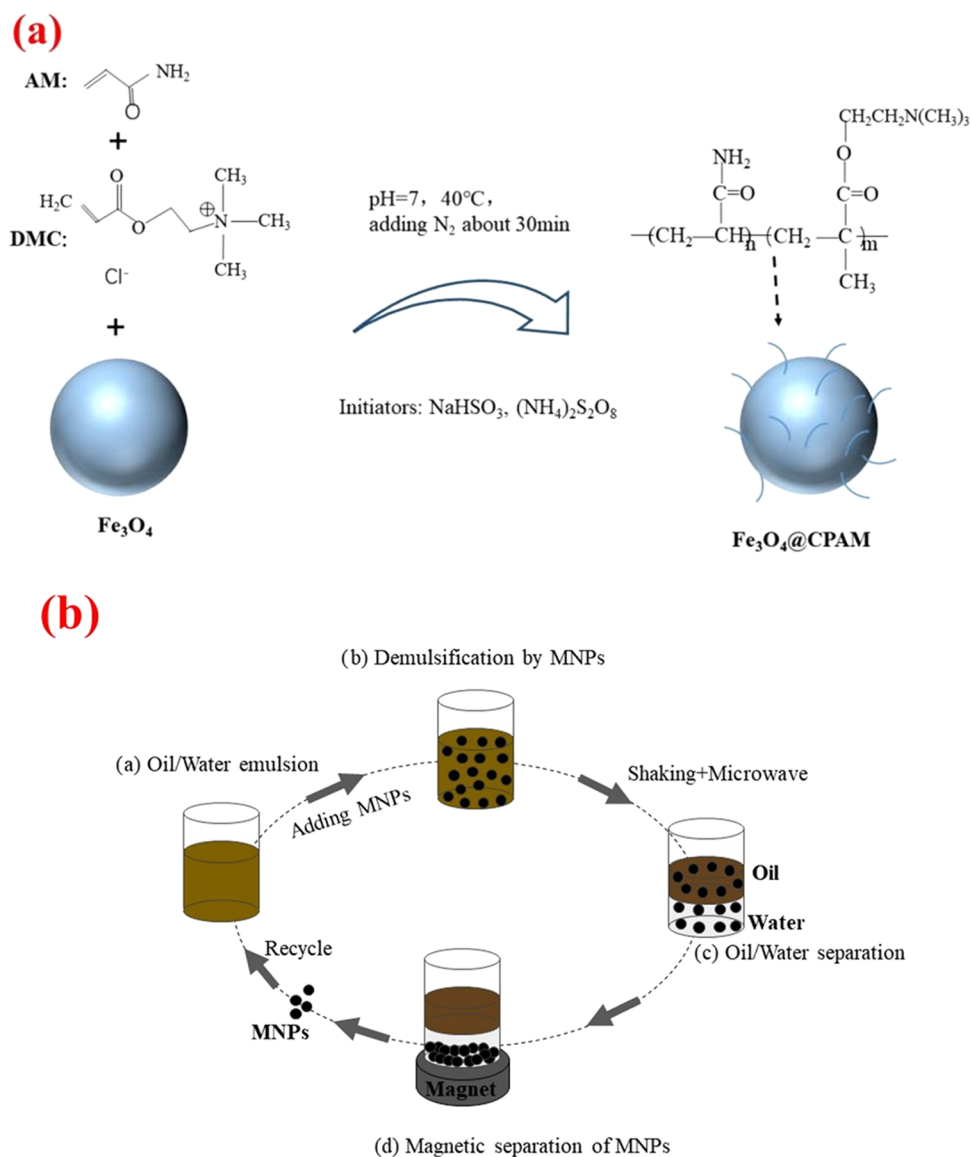 (a)
AM:
NH₂
O
+
DMC:
H₂C
O
O
CH₃
⊕
N
CH₃
CH₃
Cl⁻
+
Fe₃O₄
pH=7, 40℃,
adding N₂ about 30min
Initiators: NaHSO₃, (NH₄)₂S₂O₈
CH₂CH₂N(CH₃)₃
NH₂
O
C=O
C=O
—(CH₂—CH)n(CH₂—C)m
CH₃
Fe₃O₄@CPAM
(b)
(b) Demulsification by MNPs
(a) Oil/Water emulsion
Adding MNPs
Shaking+Microwave
Oil
Water
(c) Oil/Water separation
Recycle
MNPs
Magnet
(d) Magnetic separation of MNPs